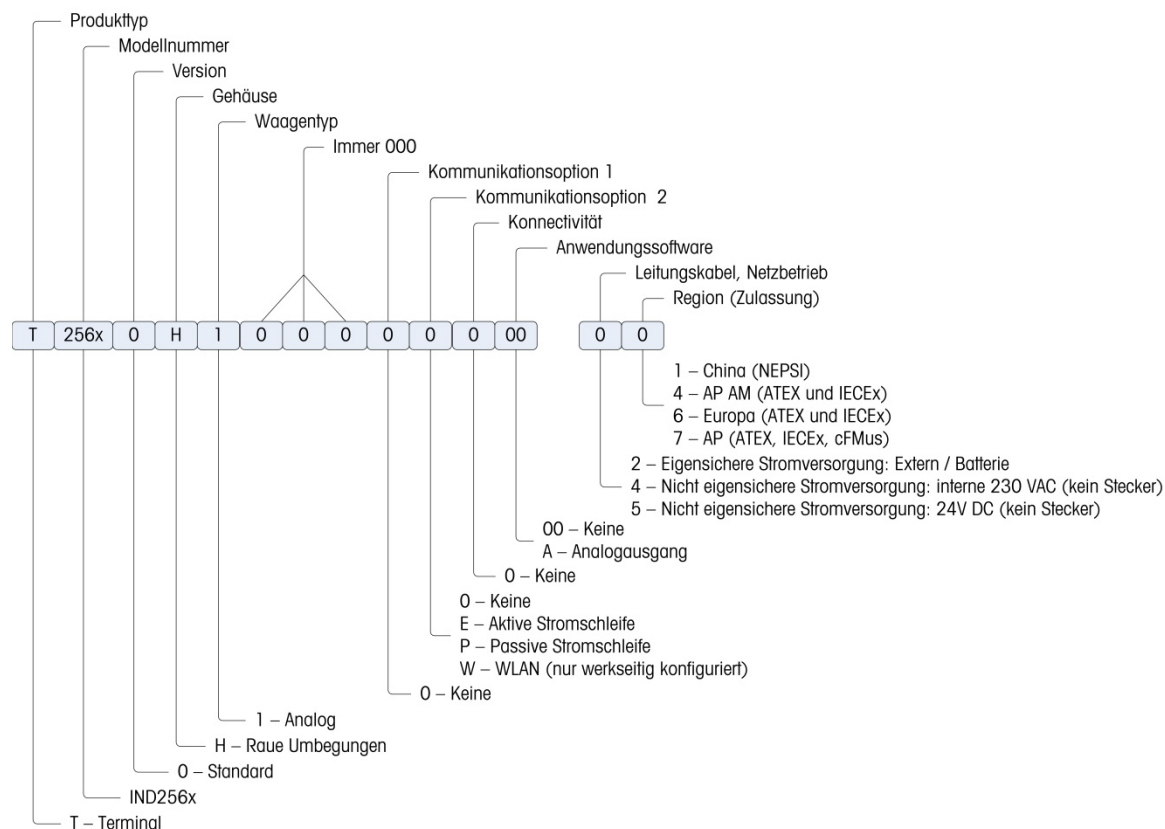 Produkttyp
Modellnummer
Version
Gehäuse
Waagentyp
Immer 000
Kommunikationsoption 1
Kommunikationsoption 2
Konnectivität
Anwendungssoftware
Leitungskabel, Netzbetrieb
Region (Zulassung)
T 256x 0 H 1 0 0 0 0 0 0 00 0 0
1 – China (NEPSI)
4 – AP AM (ATEX und IECEx)
6 – Europa (ATEX und IECEx)
7 – AP (ATEX, IECEx, cFMus)
2 – Eigensichere Stromversorgung: Extern / Batterie
4 – Nicht eigensichere Stromversorgung: interne 230 VAC (kein Stecker)
5 – Nicht eigensichere Stromversorgung: 24V DC (kein Stecker)
00 – Keine
A – Analogausgang
0 – Keine
0 – Keine
E – Aktive Stromschleife
P – Passive Stromschleife
W – WLAN (nur werkseitig konfiguriert)
0 – Keine
1 – Analog
H – Raue Umbegungen
0 – Standard
IND256x
T – Terminal